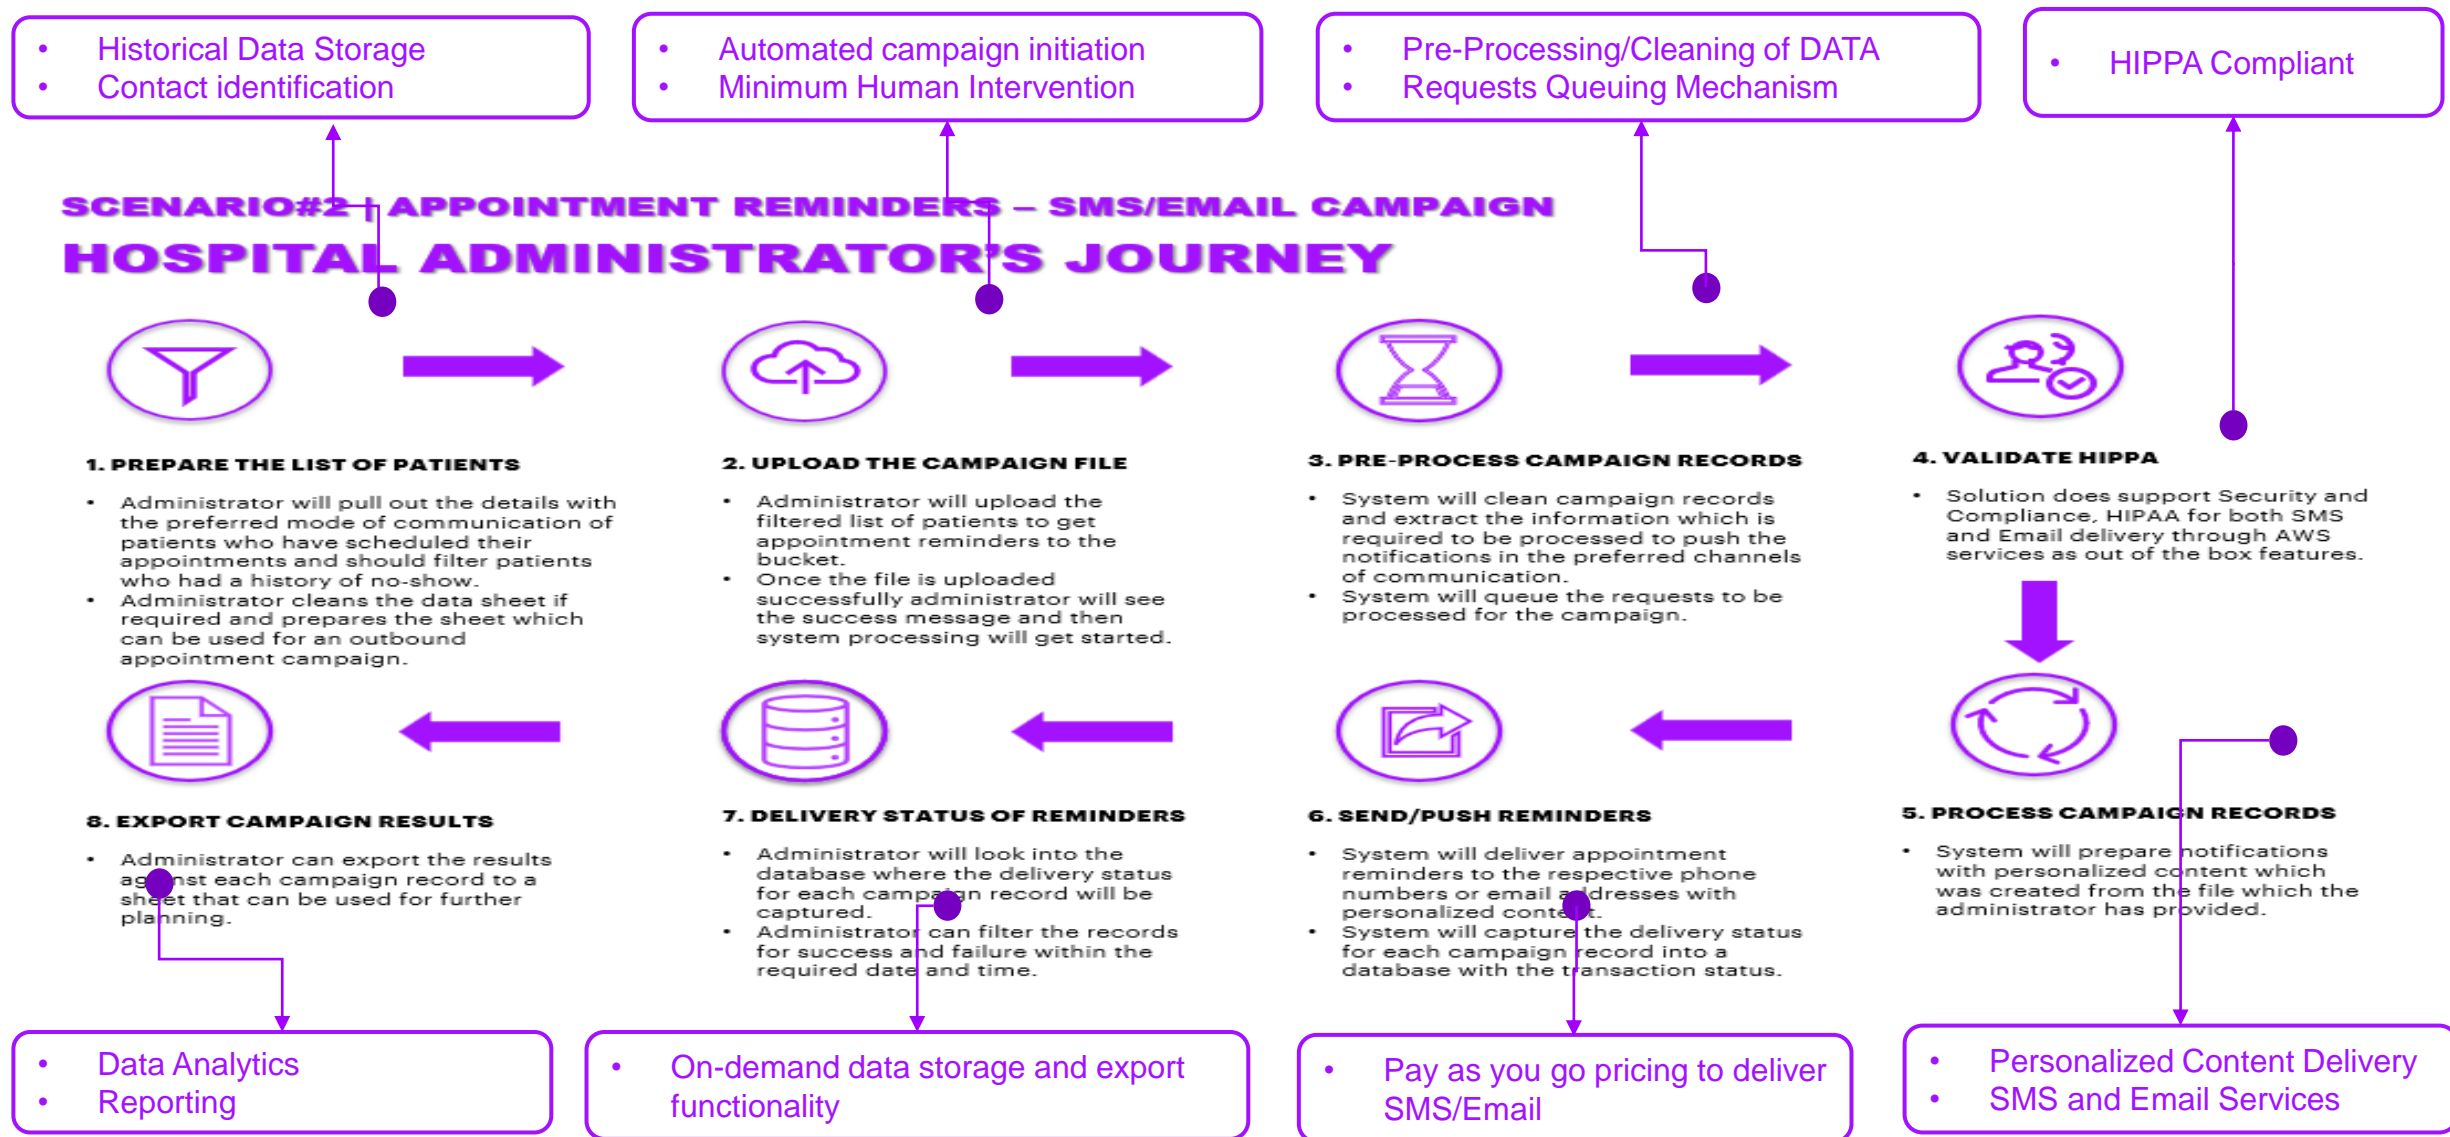 • Historical Data Storage
• Contact identification
• Automated campaign initiation
• Minimum Human Intervention
• Pre-Processing/Cleaning of DATA
• Requests Queuing Mechanism
• HIPPA Compliant
SCENARIO#2 | APPOINTMENT REMINDERS – SMS/EMAIL CAMPAIGN
HOSPITAL ADMINISTRATOR'S JOURNEY
1. PREPARE THE LIST OF PATIENTS
• Administrator will pull out the details with
the preferred mode of communication of
patients who have scheduled their
appointments and should filter patients
who had a history of no-show.
• Administrator cleans the data sheet if
required and prepares the sheet which
can be used for an outbound
appointment campaign.
2. UPLOAD THE CAMPAIGN FILE
• Administrator will upload the
filtered list of patients to get
appointment reminders to the
bucket.
• Once the file is uploaded
successfully administrator will see
the success message and then
system processing will get started.
3. PRE-PROCESS CAMPAIGN RECORDS
• System will clean campaign records
and extract the information which is
required to be processed to push the
notifications in the preferred channels
of communication.
• System will queue the requests to be
processed for the campaign.
4. VALIDATE HIPPA
• Solution does support Security and
Compliance, HIPAA for both SMS
and Email delivery through AWS
services as out of the box features.
8. EXPORT CAMPAIGN RESULTS
• Administrator can export the results
against each campaign record to a
sheet that can be used for further
planning.
7. DELIVERY STATUS OF REMINDERS
• Administrator will look into the
database where the delivery status
for each campaign record will be
captured.
• Administrator can filter the records
for success and failure within the
required date and time.
6. SEND/PUSH REMINDERS
• System will deliver appointment
reminders to the respective phone
numbers or email addresses with
personalized content.
• System will capture the delivery status
for each campaign record into a
database with the transaction status.
5. PROCESS CAMPAIGN RECORDS
• System will prepare notifications
with personalized content which
was created from the file which the
administrator has provided.
• Data Analytics
• Reporting
• On-demand data storage and export
functionality
• Pay as you go pricing to deliver
SMS/Email
• Personalized Content Delivery
• SMS and Email Services